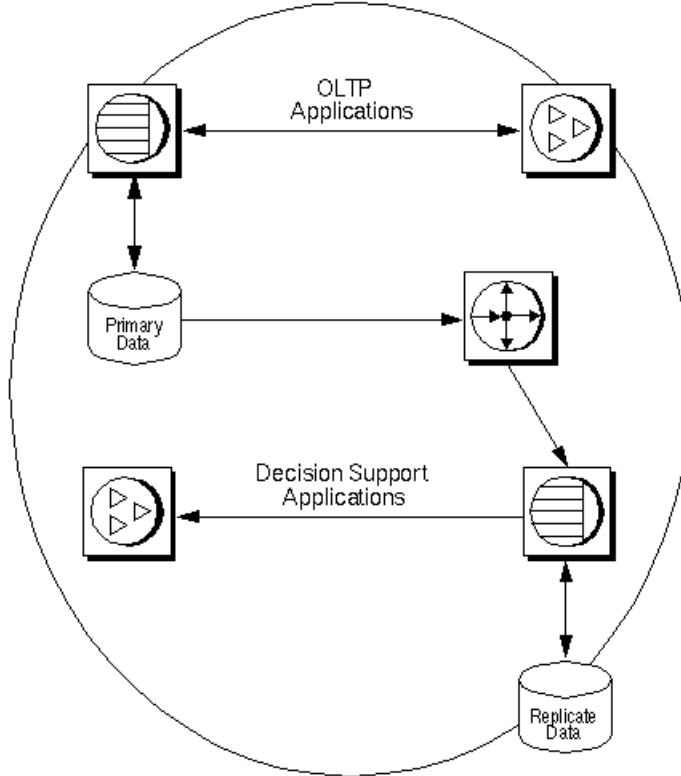 OLTP
Applications
Primary
Data
Decision Support
Applications
Replicate
Data